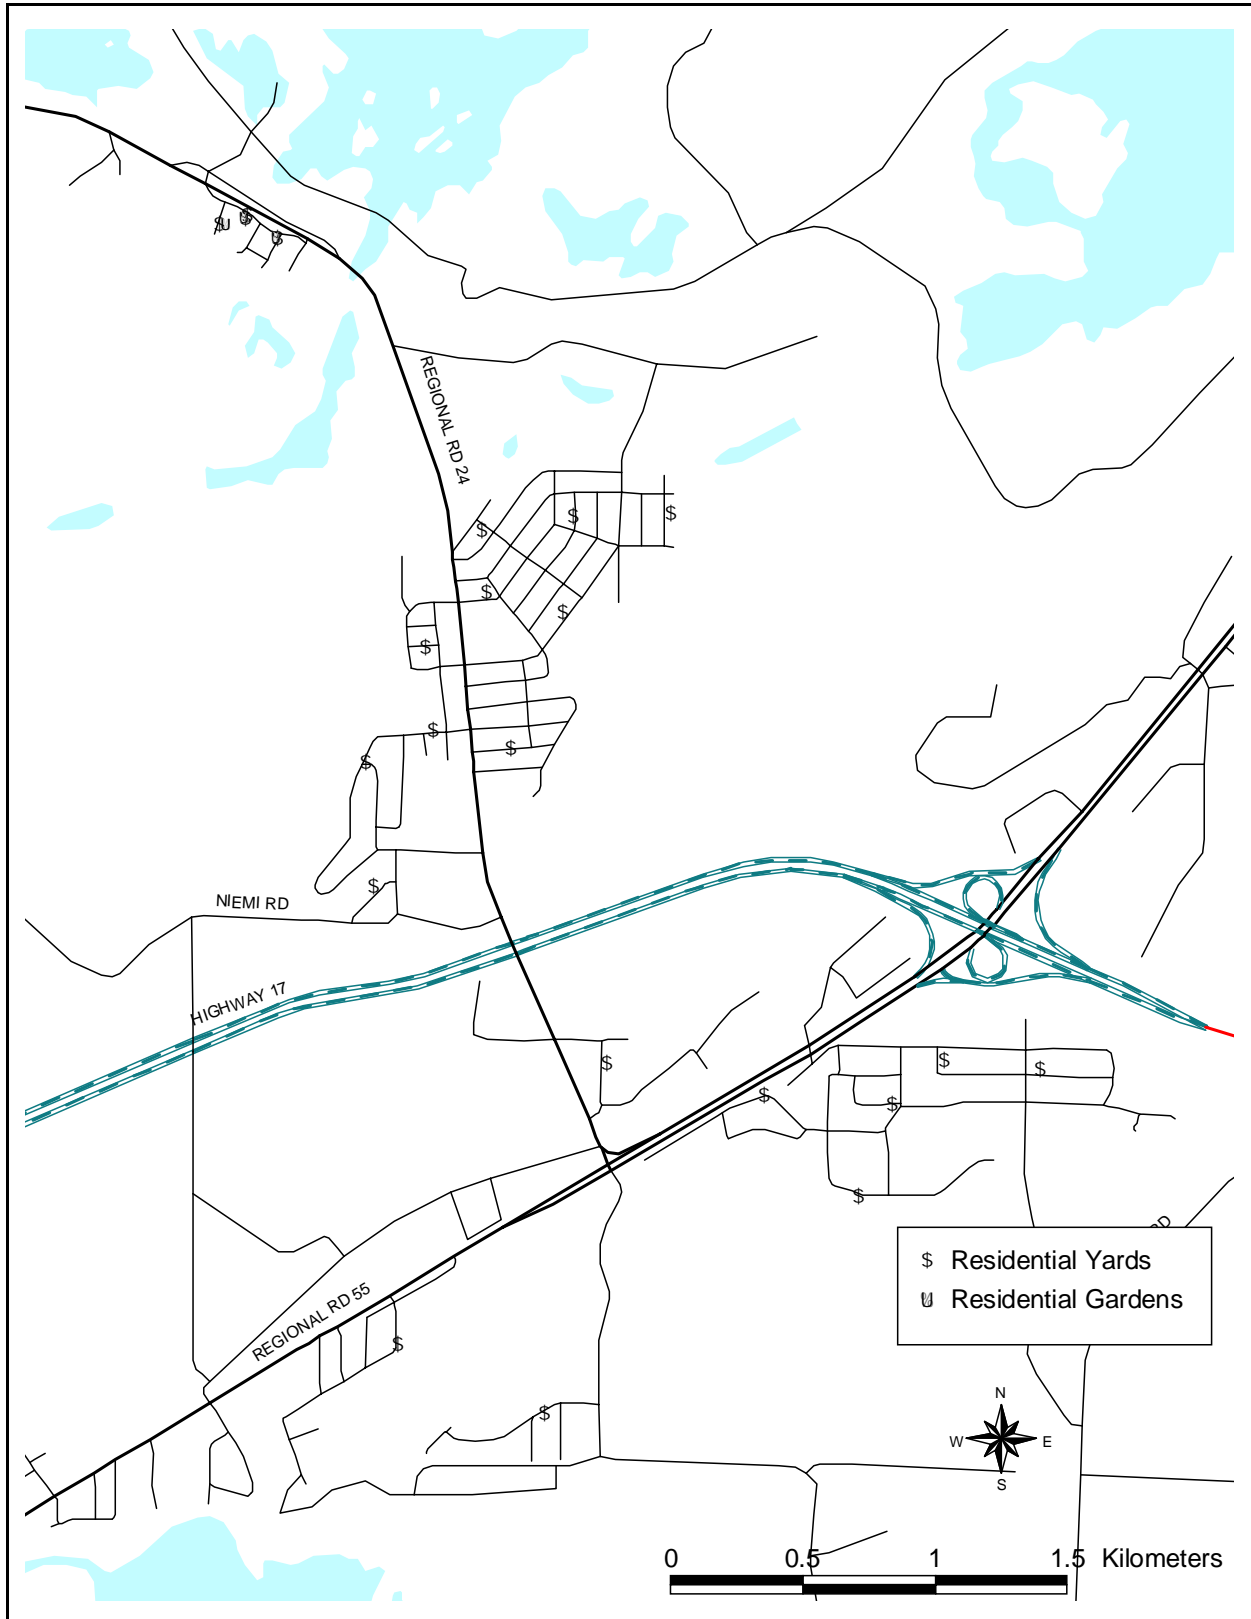 REGIONAL RD 24
NIEMI RD
HIGHWAY 17
RD
REGIONAL RD 55
$ Residential Yards
Residential Gardens
N
W E
S
0 0.5 1 1.5 Kilometers